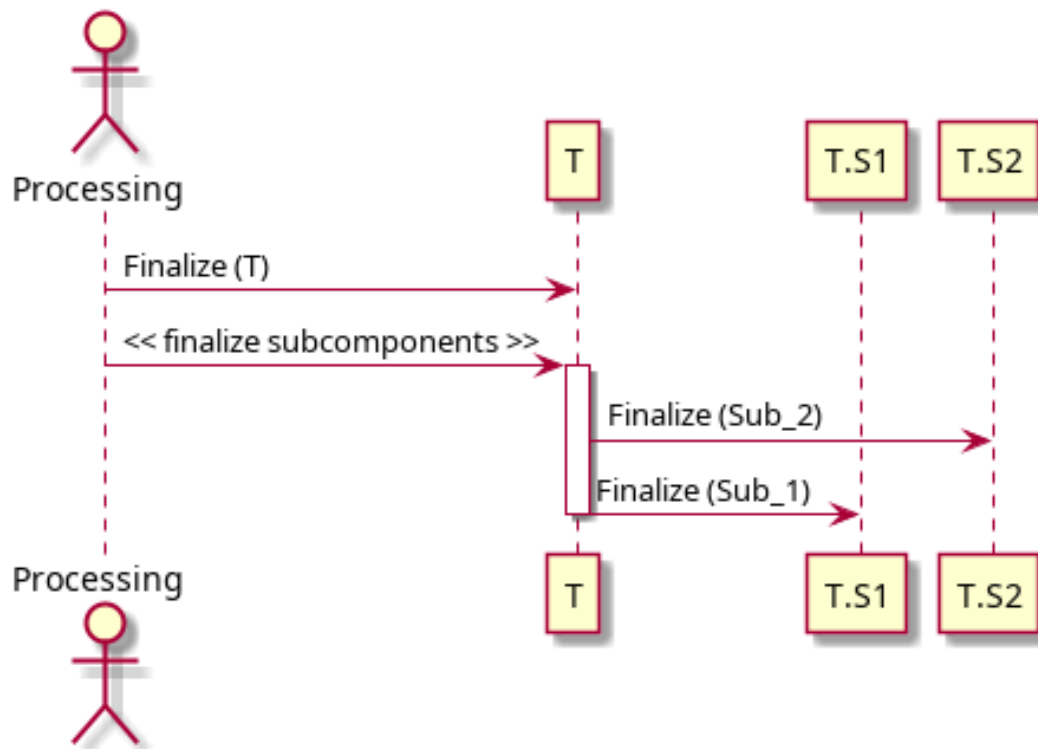 Processing
T
T.S1
T.S2
Finalize (T)
<< finalize subcomponents >>
Finalize (Sub_2)
Finalize (Sub_1)
Processing
T
T.S1
T.S2